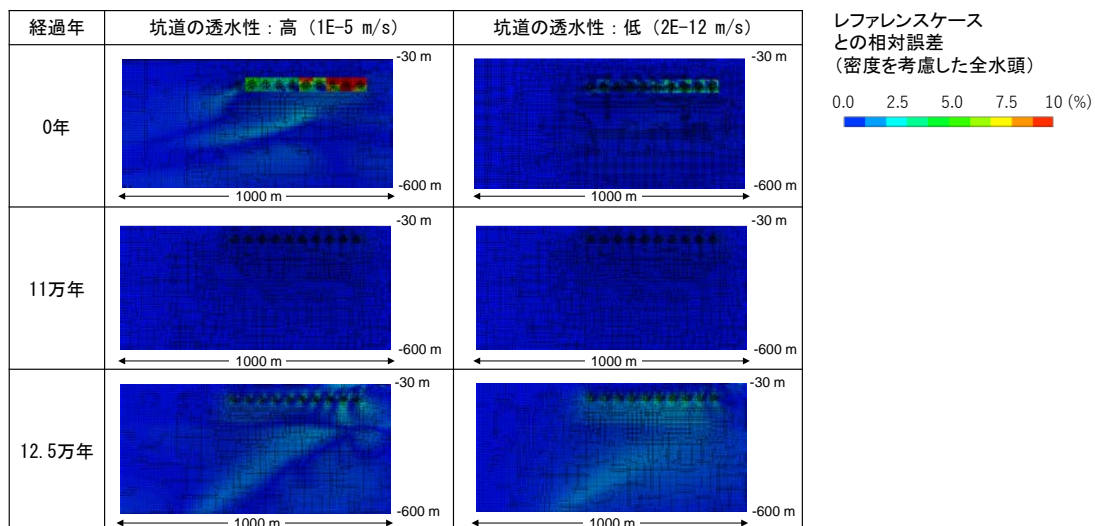 経過年
坑道の透水性：高（1E-5 m/s）
坑道の透水性：低（2E-12 m/s）
0年
-30 m
-600 m
1000 m
-30 m
-600 m
1000 m
11万年
-30 m
-600 m
1000 m
-30 m
-600 m
1000 m
12.5万年
-30 m
-600 m
1000 m
-30 m
-600 m
1000 m
レファレンスケース
との相対誤差
（密度を考慮した全水頭）
0.0 2.5 5.0 7.5 10 (%)